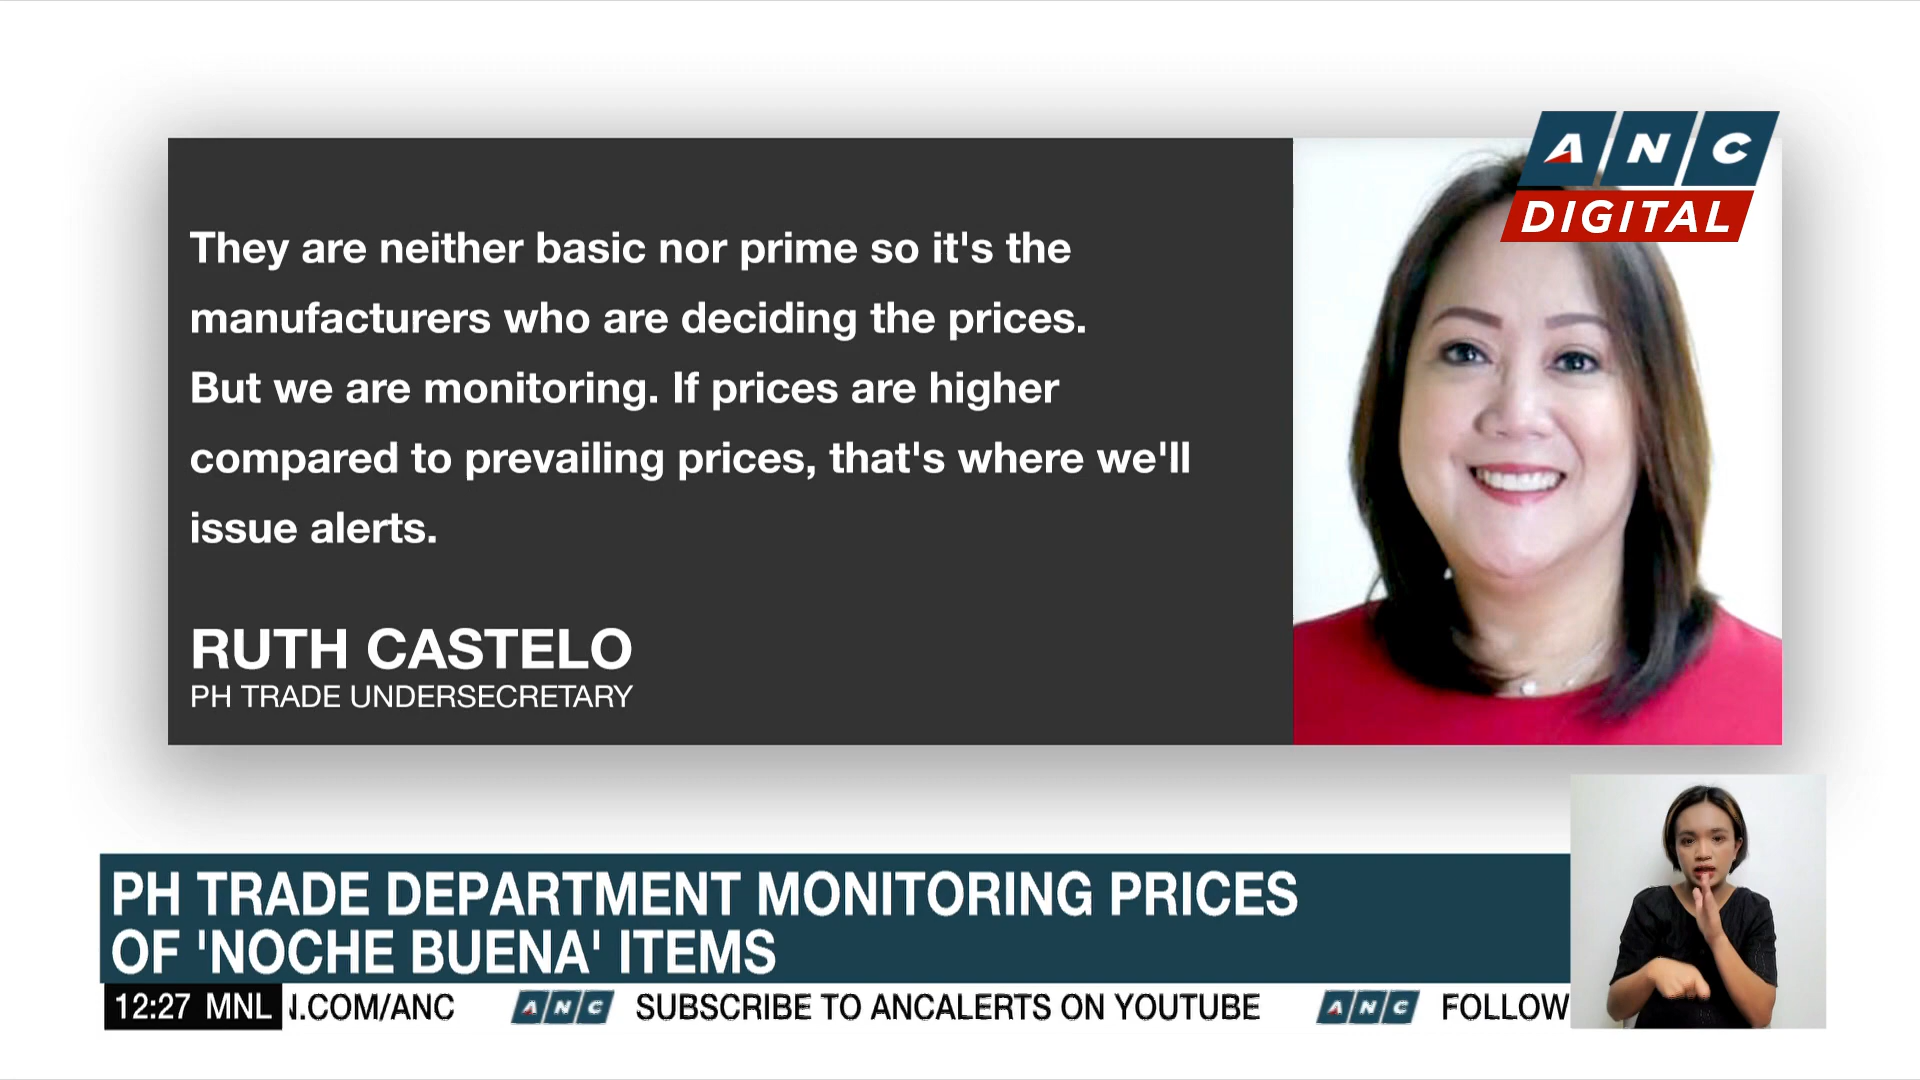 ANC
DIGITAL
They are neither basic nor prime so it's the
manufacturers who are deciding the prices.
But we are monitoring. If prices are higher
compared to prevailing prices, that's where we'll
issue alerts.
RUTH CASTELO
PH TRADE UNDERSECRETARY
PH TRADE DEPARTMENT MONITORING PRICES
OF 'NOCHE BUENA' ITEMS
12:27 MNL .COM/ANC ANC SUBSCRIBE TO ANCALERTS ON YOUTUBE ANC FOLLOW